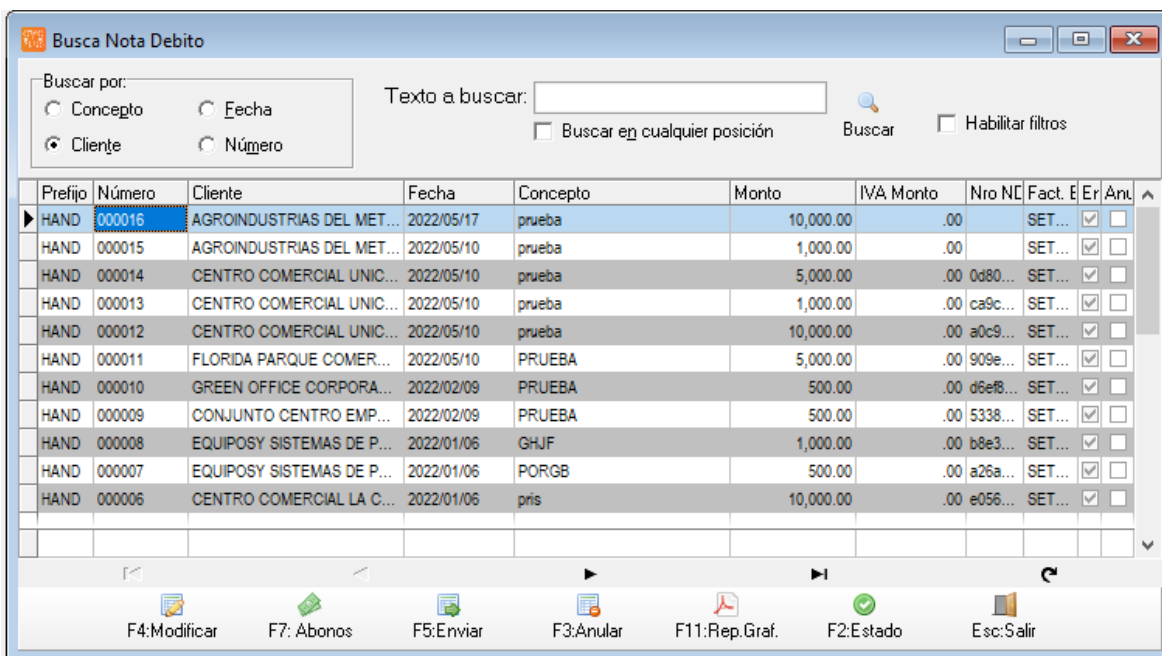 Busca Nota Debito
Buscar por:
Concepto Fecha
Cliente Número
Texto a buscar:
Buscar en cualquier posición
Buscar
Habilitar filtros
Prefijo Número Cliente Fecha Concepto Monto IVA Monto Nro ND Fact. E Er Anu
HAND 000016 AGROINDUSTRIAS DEL MET... 2022/05/17 prueba 10,000.00 .00 SET...
HAND 000015 AGROINDUSTRIAS DEL MET... 2022/05/10 prueba 1,000.00 .00 SET...
HAND 000014 CENTRO COMERCIAL UNIC... 2022/05/10 prueba 5,000.00 .00 0d80... SET...
HAND 000013 CENTRO COMERCIAL UNIC... 2022/05/10 prueba 1,000.00 .00 ca9c... SET...
HAND 000012 CENTRO COMERCIAL UNIC... 2022/05/10 prueba 10,000.00 .00 a0c9... SET...
HAND 000011 FLORIDA PARQUE COMER... 2022/05/10 PRUEBA 5,000.00 .00 909e... SET...
HAND 000010 GREEN OFFICE CORPORA... 2022/02/09 PRUEBA 500.00 .00 d6ef8... SET...
HAND 000009 CONJUNTO CENTRO EMP... 2022/02/09 PRUEBA 500.00 .00 5338... SET...
HAND 000008 EQUIPOSY SISTEMAS DE P... 2022/01/06 GHJF 1,000.00 .00 b8e3... SET...
HAND 000007 EQUIPOSY SISTEMAS DE P... 2022/01/06 PORGB 500.00 .00 a26a... SET...
HAND 000006 CENTRO COMERCIAL LA C... 2022/01/06 pris 10,000.00 .00 e056... SET...
F4:Modificar F7: Abonos F5:Enviar F3:Anular F11:Rep.Graf. F2:Estado Esc:Salir